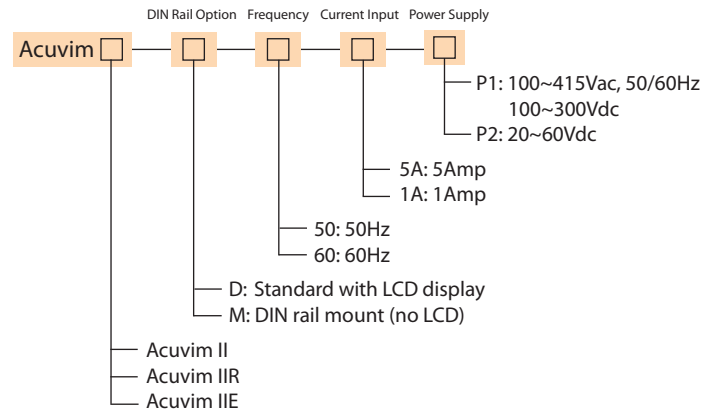 DIN Rail Option Frequency Current Input Power Supply
Acuvim
P1: 100~415Vac, 50/60Hz
100~300Vdc
P2: 20~60Vdc
5A: 5Amp
1A: 1Amp
50: 50Hz
60: 60Hz
D: Standard with LCD display
M: DIN rail mount (no LCD)
Acuvim II
Acuvim IIR
Acuvim IIE